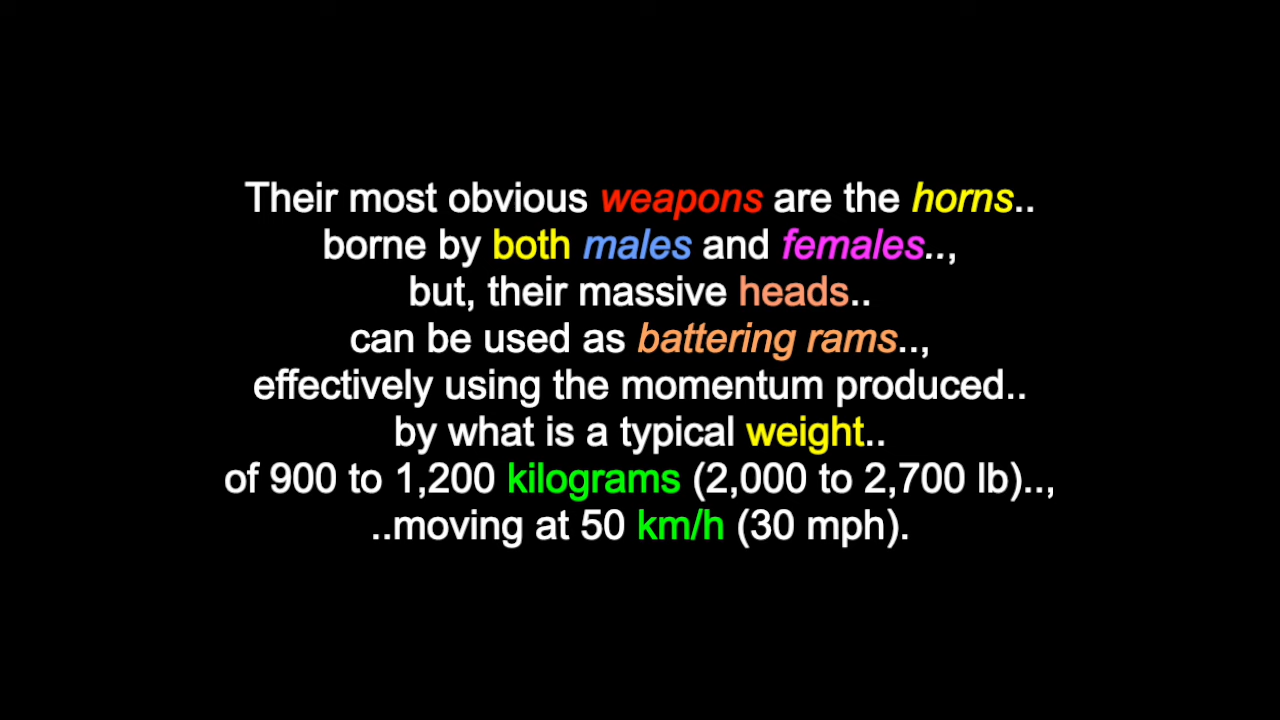 Their most obvious weapons are the horns..
borne by both males and females..,
but, their massive heads..
can be used as battering rams..,
effectively using the momentum produced..
by what is a typical weight..
of 900 to 1,200 kilograms (2,000 to 2,700 lb)..,
..moving at 50 km/h (30 mph).